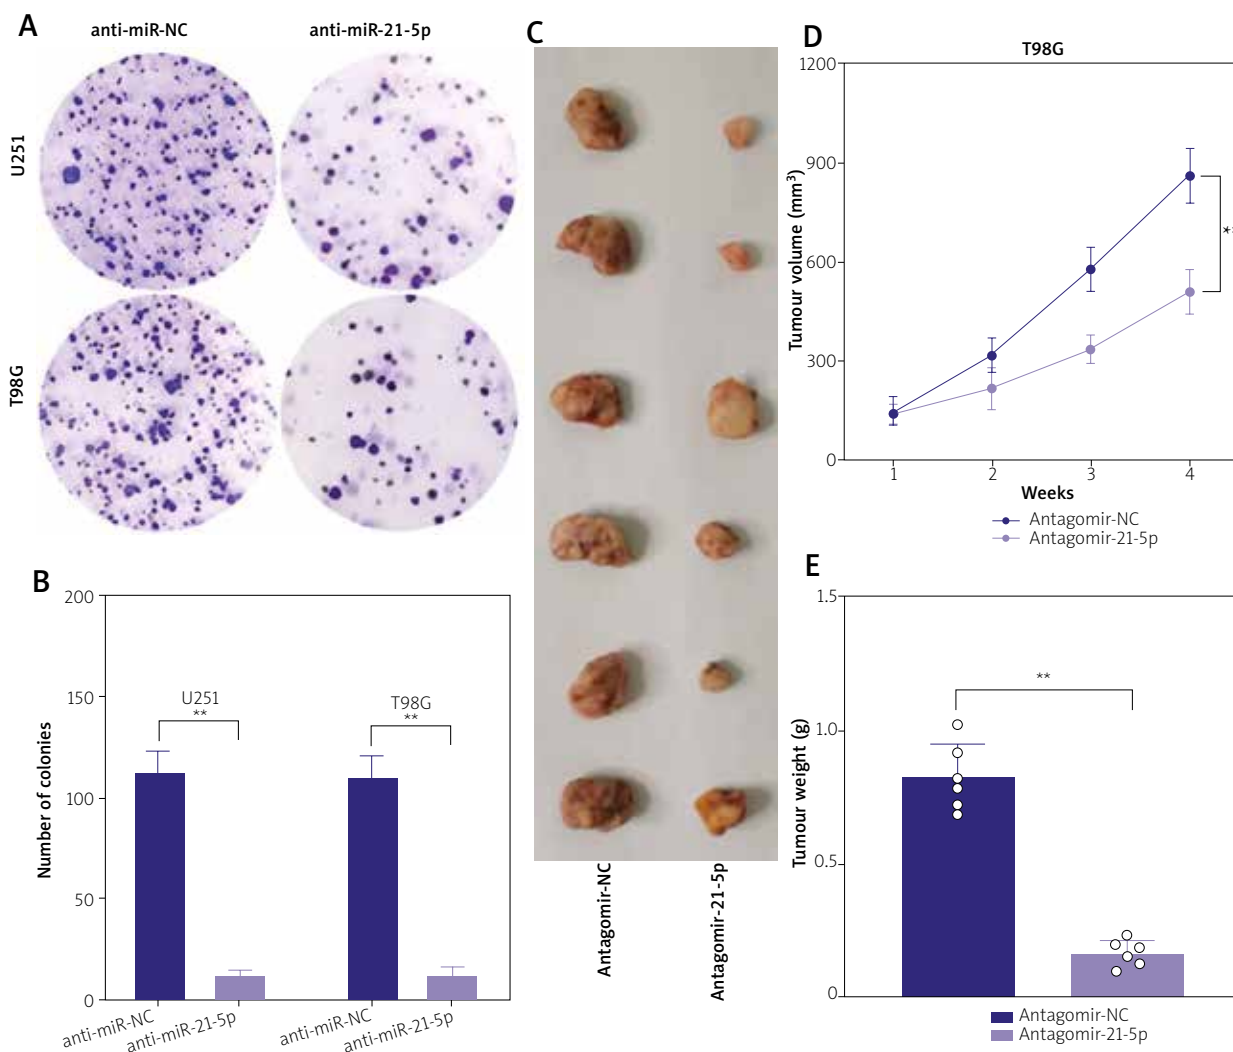 A
anti-miR-NC
anti-miR-21-5p
U251
T98G
B
Number of colonies
200
150
100
50
0
U251
**
T98G
**
anti-miR-NC
anti-miR-21-5p
anti-miR-NC
anti-miR-21-5p
C
Antagomir-NC
Antagomir-21-5p
D
T98G
Tumour volume (mm³)
1200
900
600
300
0
1
2
3
4
Weeks
**
Antagomir-NC
Antagomir-21-5p
E
Tumour weight (g)
1.5
1.0
0.5
0
**
Antagomir-NC
Antagomir-21-5p